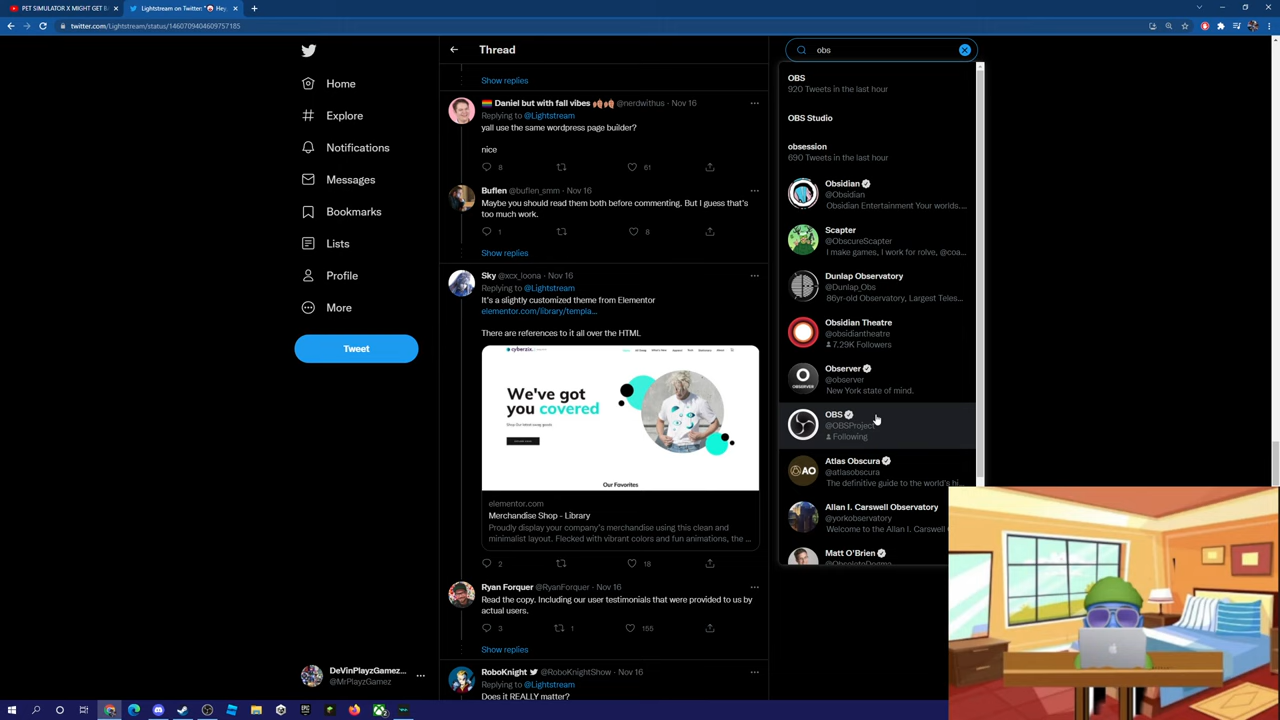 PET SIMULATOR X MIGHT GET B
Lightstream on Twitter: "
Hey,
twitter.com/Lightstream/status/1460709404609757185
Home
Explore
Notifications
Messages
Bookmarks
Lists
Profile
More
Tweet
DeVinPlayzGamez...
@MrPlayzGamez
Thread
Show replies
Daniel but with fall vibes @nerdwithus · Nov 16
Replying to @Lightstream
yall use the same wordpress page builder?
nice
8 61
Buflen @buflen_smm · Nov 16
Maybe you should read them both before commenting. But I guess that's
too much work.
1 8
Show replies
Sky @xcx_loona · Nov 16
Replying to @Lightstream
It's a slightly customized theme from Elementor
elementor.com/library/templa...
There are references to it all over the HTML
We've got
you covered
Our Favorites
elementor.com
Merchandise Shop - Library
Proudly display your company's merchandise using this clean and
minimalist layout. Flecked with vibrant colors and fun animations, the ...
2 18
Ryan Forquer @RyanForquer · Nov 16
Read the copy. Including our user testimonials that were provided to us by
actual users.
3 1 155
Show replies
RoboKnight @RoboKnightShow · Nov 16
Replying to @Lightstream
Does it REALLY matter?
obs
OBS
920 Tweets in the last hour
OBS Studio
obsession
690 Tweets in the last hour
Obsidian
@Obsidian
Obsidian Entertainment Your worlds....
Scapter
@ObscureScapter
I make games, I work for rolve, @coa...
Dunlap Observatory
@Dunlap_Obs
86yr-old Observatory, Largest Teles...
Obsidian Theatre
@obsidiantheatre
7.29K Followers
OBSERVER
Observer
@observer
New York state of mind.
OBS
@OBSProject
Following
AO
Atlas Obscura
@atlasobscura
The definitive guide to the world's hi...
Allan I. Carswell Observatory
@yorkobservatory
Welcome to the Allan I. Carswell
Matt O'Brien
@ObsoleteDogma